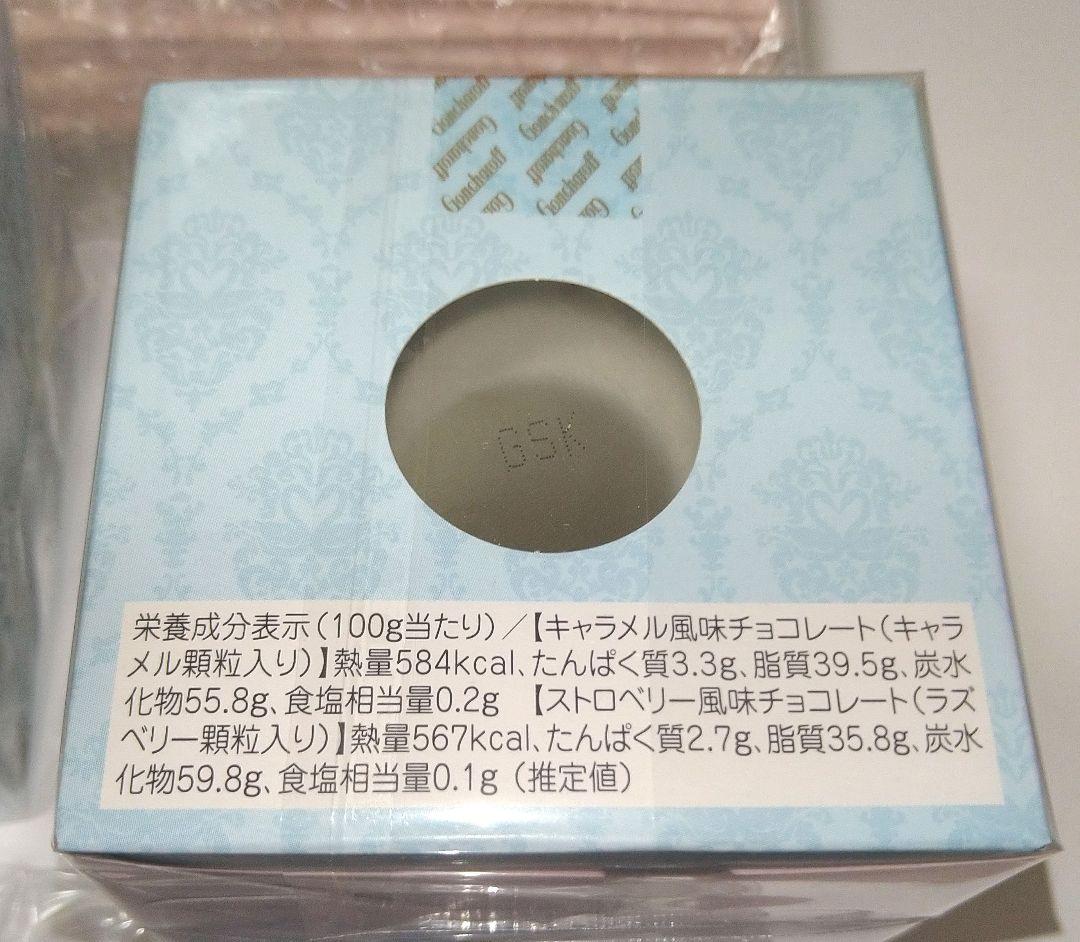 Goncharoff Goncharoff Goncharoff
Goncharoff Goncharoff
GSK
栄養成分表示(100g当たり)/【キャラメル風味チョコレート(キャラ
メル顆粒入り)】熱量584kcal、たんぱく質3.3g、脂質39.5g、炭水
化物55.8g、食塩相当量0.2g 【ストロベリー風味チョコレート(ラズ
ベリー顆粒入り)】熱量567kcal、たんぱく質2.7g、脂質35.8g、炭水
化物59.8g、食塩相当量0.1g (推定値)